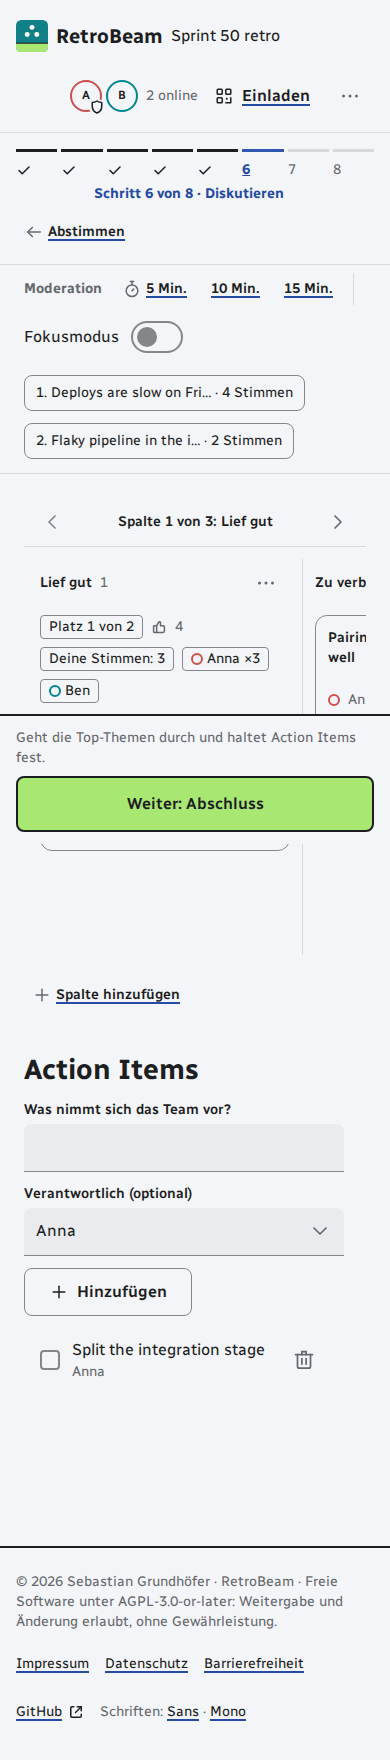 RetroBeam Sprint 50 retro
A B 2 online Einladen
6 7 8
Schritt 6 von 8 · Diskutieren
Abstimmen
Moderation 5 Min. 10 Min. 15 Min.
Fokusmodus
1. Deploys are slow on Fri... · 4 Stimmen
2. Flaky pipeline in the i... · 2 Stimmen
Spalte 1 von 3: Lief gut
Lief gut 1
Zu verb
Platz 1 von 2 4
Deine Stimmen: 3 Anna ×3
Ben
Pairin
well
An
Geht die Top-Themen durch und haltet Action Items
fest.
Weiter: Abschluss
Spalte hinzufügen
Action Items
Was nimmt sich das Team vor?
Verantwortlich (optional)
Anna
Hinzufügen
Split the integration stage
Anna
© 2026 Sebastian Grundhöfer · RetroBeam · Freie
Software unter AGPL-3.0-or-later: Weitergabe und
Änderung erlaubt, ohne Gewährleistung.
Impressum Datenschutz Barrierefreiheit
GitHub Schriften: Sans · Mono